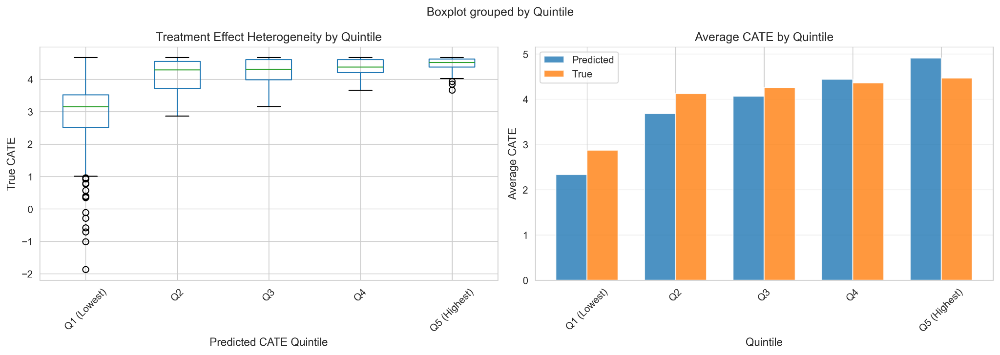 Boxplot grouped by Quintile
Treatment Effect Heterogeneity by Quintile
True CATE
4
3
2
1
0
−1
−2
Q1 (Lowest)
Q2
Q3
Q4
Q5 (Highest)
Predicted CATE Quintile
Average CATE by Quintile
Predicted
True
Average CATE
5
4
3
2
1
0
Q1 (Lowest)
Q2
Q3
Q4
Q5 (Highest)
Quintile